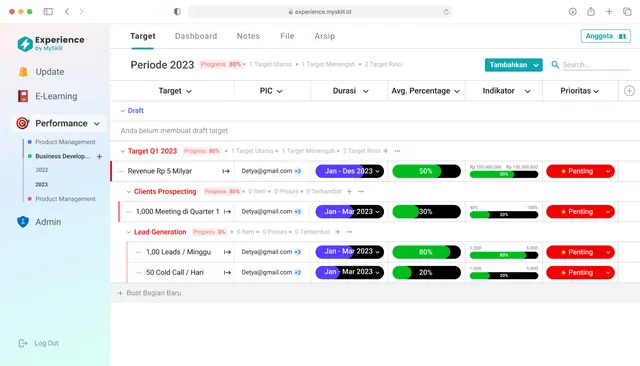 experience.myskill.id
Experience
by MySkill
Update
E-Learning
Performance
Product Management
Business Develop...
2022
2023
Product Management
Admin
Log Out
Target Dashboard Notes File Arsip
Anggota
Periode 2023 Progress: 80% 1 Target Utama 1 Target Menengah 2 Target Rinci
Tambahkan Search...
Target PIC Durasi Avg. Percentage Indikator Prioritas
Draft
Anda belum membuat draft target
Target Q1 2023 Progress: 80% 1 Target Utama 1 Target Menengah 2 Target Rinci
Revenue Rp 5 Milyar Detya@gmail.com +3 Jan - Des 2023 50% Rp 100.000.000 50% Penting
Clients Prospecting Progress: 80% 0 Item 0 Proses 0 Terhambat
1,000 Meeting di Quarter 1 Detya@gmail.com +3 Jan - Mar 2023 30% 40% 100% 20% Penting
Lead Generation Progress: 0% 0 Item 0 Proses 0 Terhambat
1,00 Leads / Minggu Detya@gmail.com +3 Jan - Mar 2023 80% 1.000 5.000 80% Penting
50 Cold Call / Hari Detya@gmail.com +3 Jan - Mar 2023 20% 1.000 5.000 20% Penting
Buat Bagian Baru